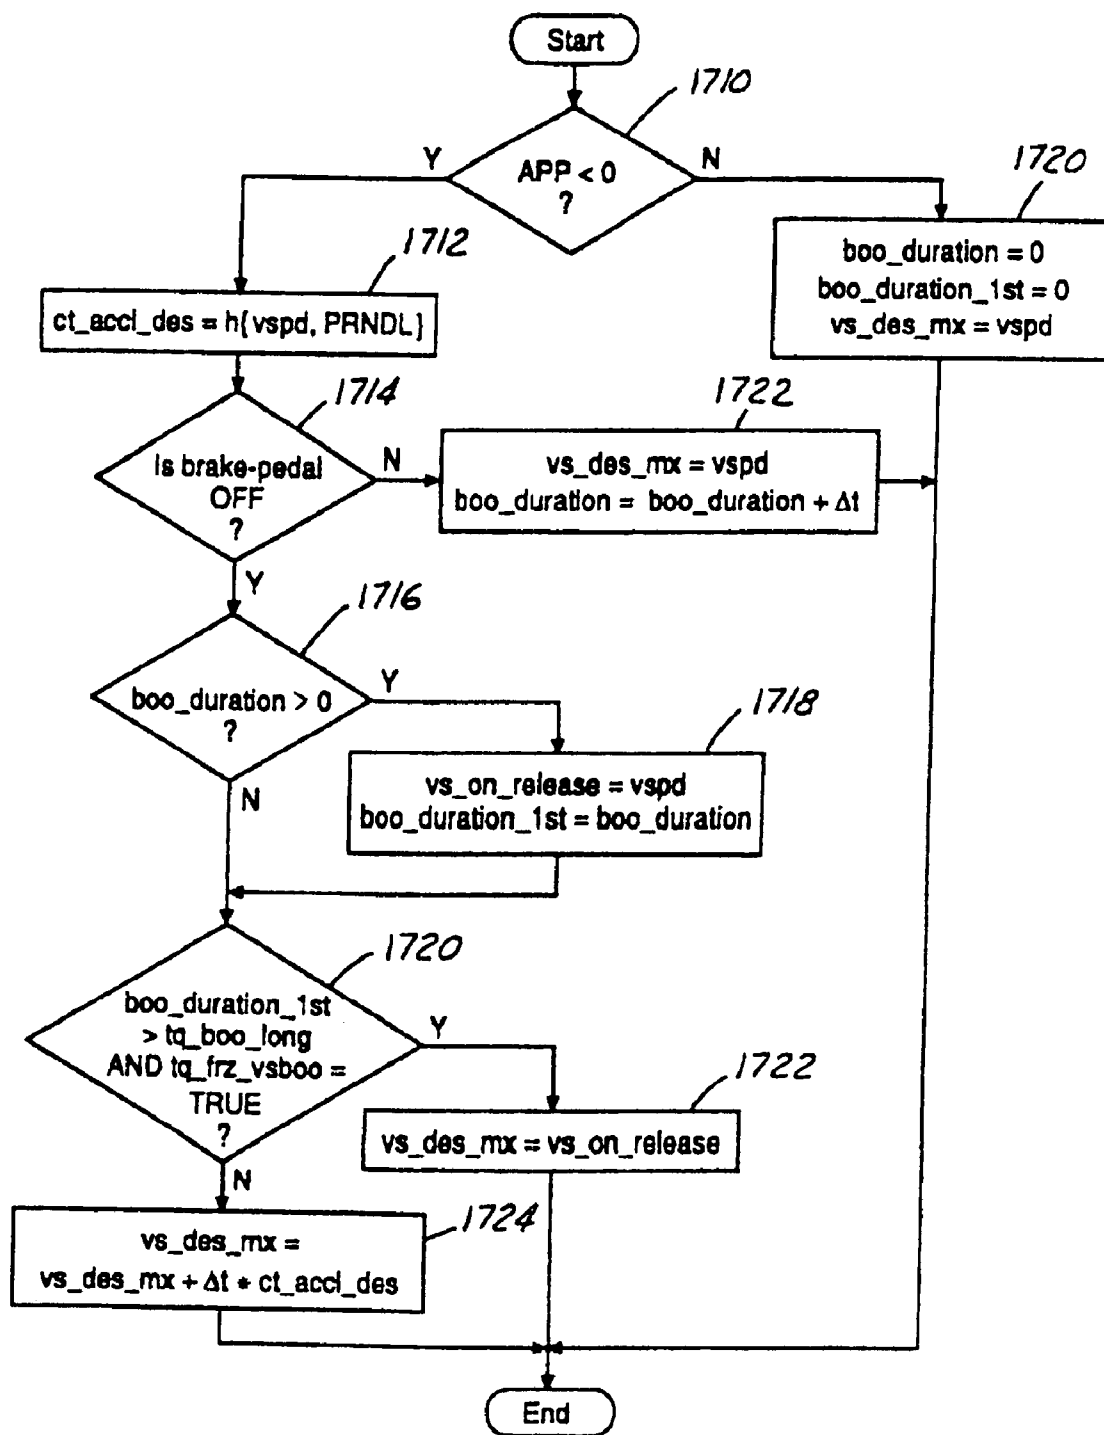 Start
1710
Y
APP < 0
?
N
1720
boo_duration = 0
boo_duration_1st = 0
vs_des_mx = vspd
1712
ct_accl_des = h{vspd, PRNDL}
1714
Is brake-pedal
OFF
?
N
1722
vs_des_mx = vspd
boo_duration = boo_duration + Δt
Y
1716
boo_duration > 0
?
Y
1718
vs_on_release = vspd
boo_duration_1st = boo_duration
N
1720
boo_duration_1st
> tq_boo_long
AND tq_frz_vsboo =
TRUE
?
Y
1722
vs_des_mx = vs_on_release
N
1724
vs_des_mx =
vs_des_mx + Δt * ct_accl_des
End